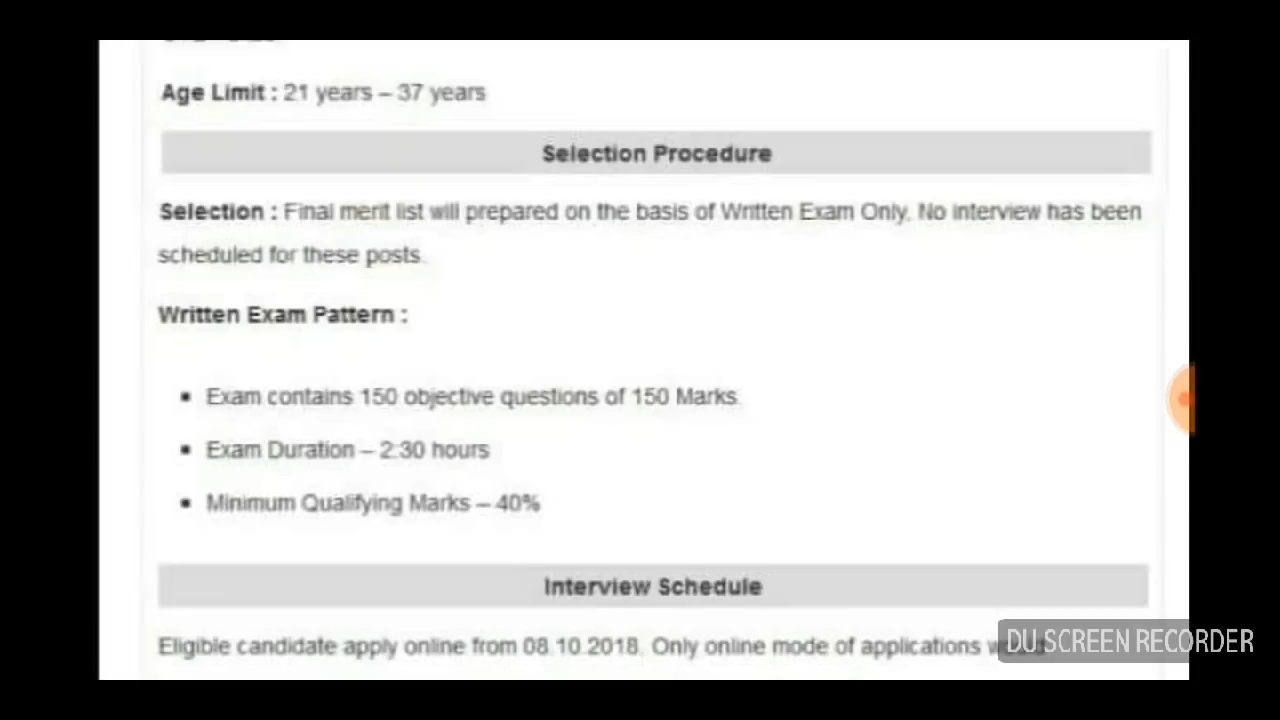 Age Limit : 21 years – 37 years
Selection Procedure
Selection : Final merit list will prepared on the basis of Written Exam Only. No interview has been
scheduled for these posts.
Written Exam Pattern :
▪ Exam contains 150 objective questions of 150 Marks.
▪ Exam Duration – 2:30 hours
▪ Minimum Qualifying Marks – 40%
Interview Schedule
Eligible candidate apply online from 08.10.2018. Only online mode of applications
DU SCREEN RECORDER